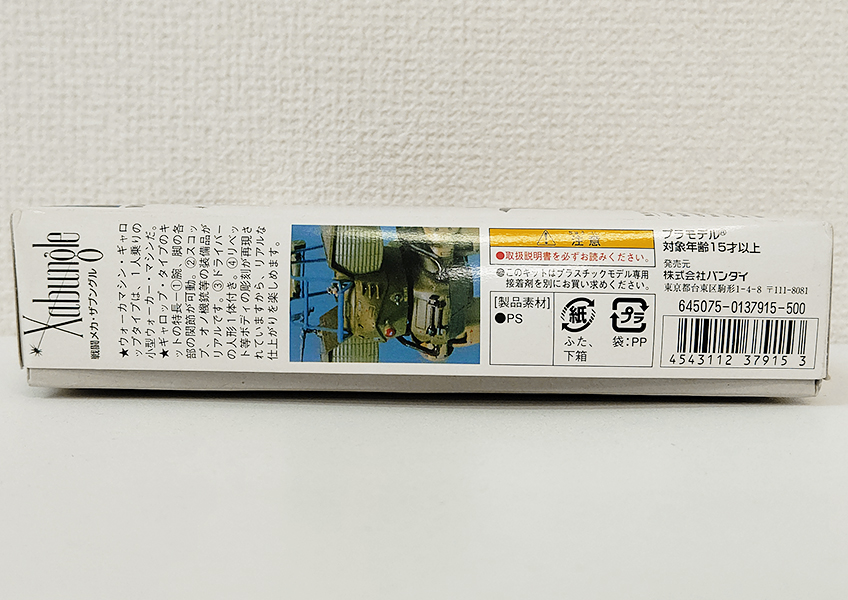 Xabungle
戦闘メカ・ザブングル
★ウォーカマシン・ギャロ
ップタイプは、1人乗りの
小型ウォーカー・マシンだ。
★ギャロップ・タイプのキ
ットの特長―①腕、脚の各
部の関節が可動。②スコッ
プ、オノ機銃等の装備品が
リアルです。③ドライバー
の人形1体付き。④リベッ
ト等ボディの彫刻が再現さ
れていますから、リアルな
仕上がりを楽しめます。
注意
●取扱説明書を必ずお読みください。
●このキットはプラスチックモデル専用
接着剤を別にお買い求めください。
[製品素材]
●PS
紙
ふた、
下箱
プラ
袋:PP
プラモデル®
対象年齢15才以上
発売元
株式会社バンダイ
東京都台東区駒形1-4-8 〒111-8081
645075-0137915-500
4543112 37915 3